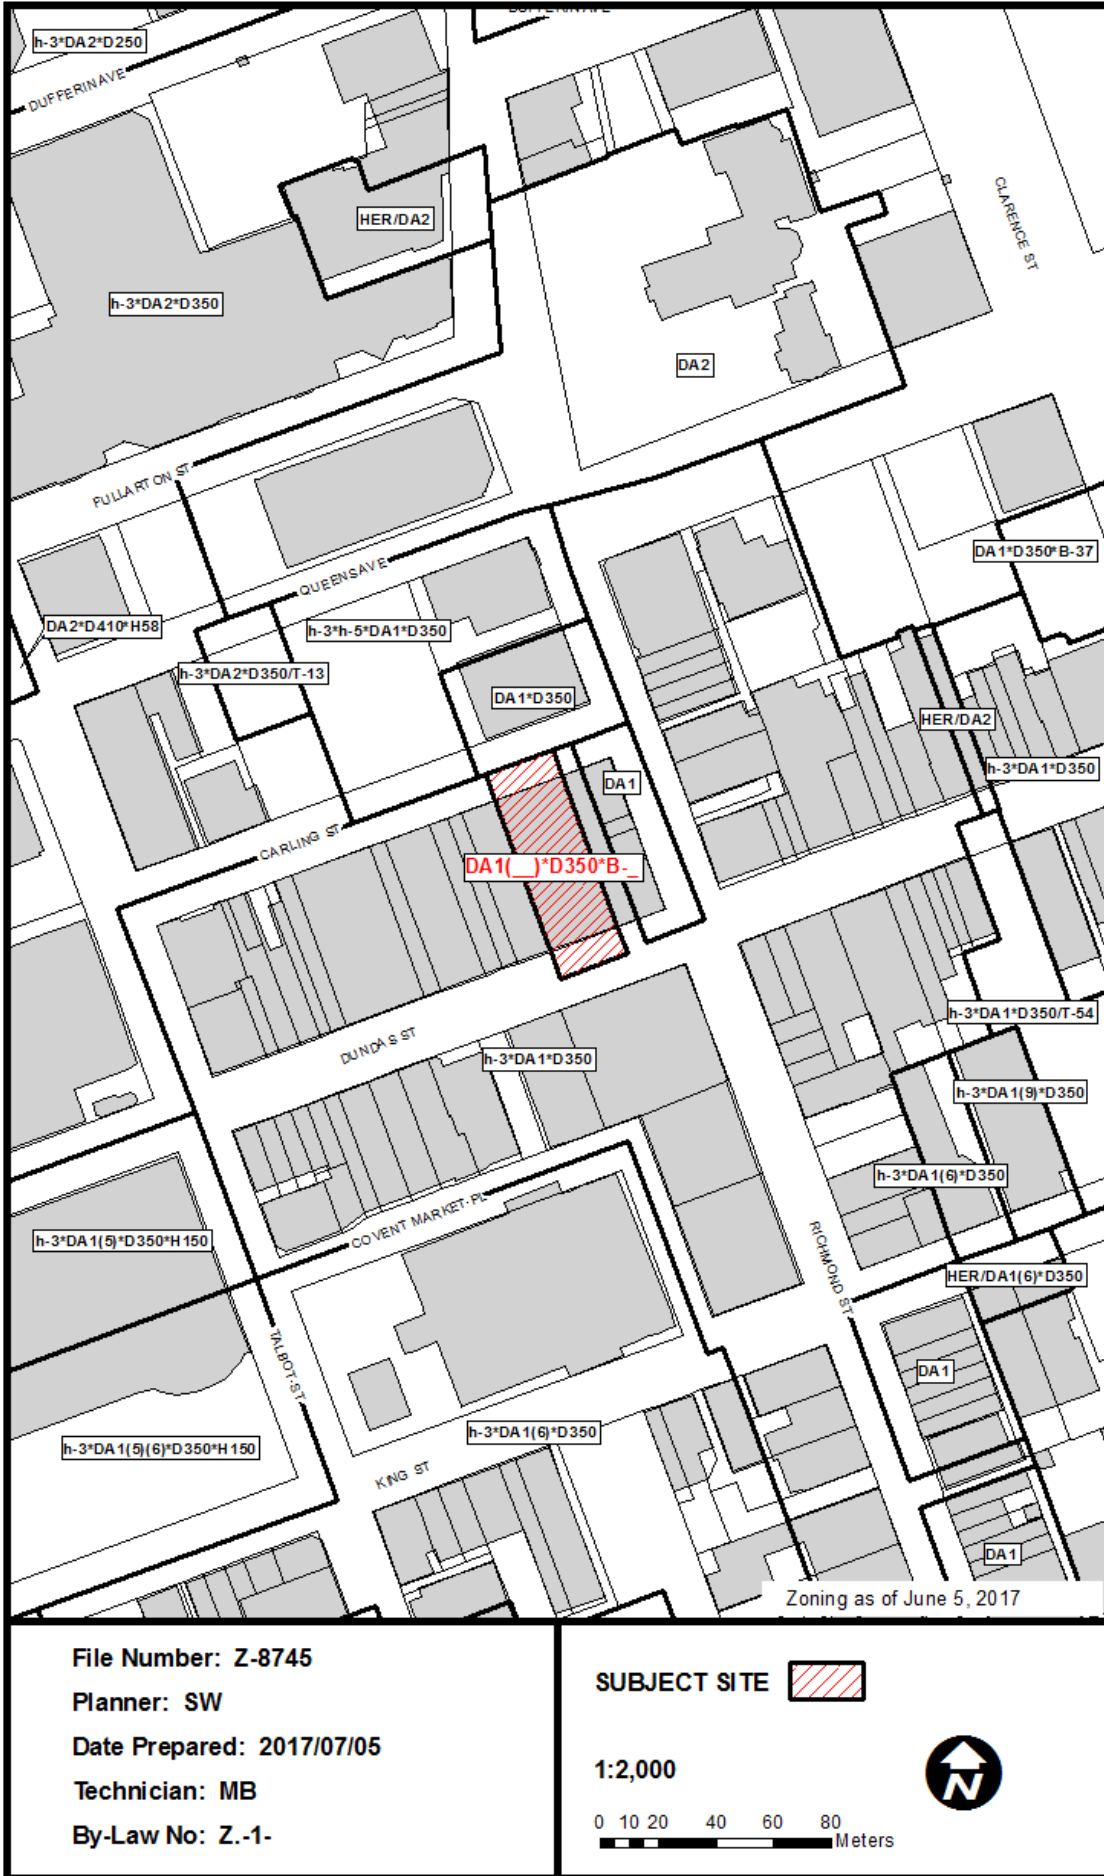 DUFFERIN AVE
h-3*DA2*D250
DUFFERIN AVE
CLARENCE ST
HER/DA2
h-3*DA2*D350
DA2
FULLARTON ST
DA1*D350*B-37
QUEENS AVE
DA2*D410*H58
h-3*h-5*DA1*D350
h-3*DA2*D350/T-13
DA1*D350
HER/DA2
h-3*DA1*D350
DA1
CARLING ST
DA1(__)*D350*B-_
h-3*DA1*D350/T-54
DUNDAS ST
h-3*DA1*D350
h-3*DA1(9)*D350
h-3*DA1(6)*D350
COVENT MARKET PL
h-3*DA1(5)*D350*H150
RICHMOND ST
HER/DA1(6)*D350
TALBOT ST
DA1
h-3*DA1(6)*D350
h-3*DA1(5)(6)*D350*H150
KING ST
DA1
Zoning as of June 5, 2017
File Number: Z-8745
Planner: SW
Date Prepared: 2017/07/05
Technician: MB
By-Law No: Z.-1-
SUBJECT SITE
1:2,000
N
0 10 20 40 60 80
Meters